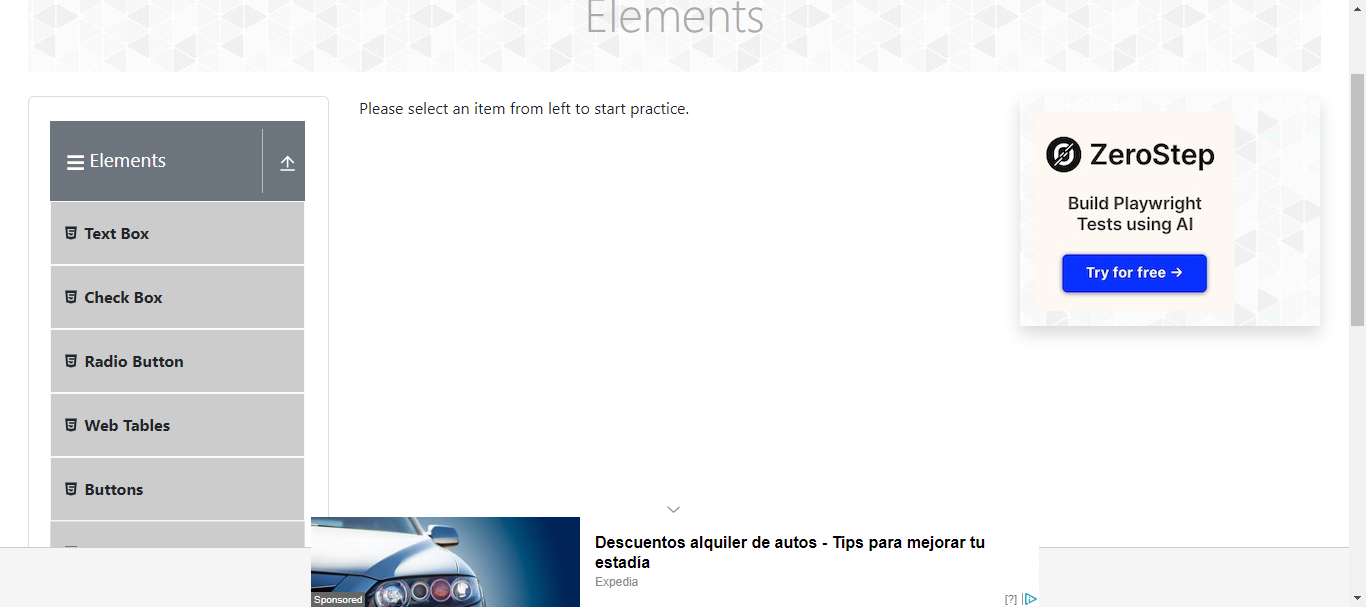 Elements
Please select an item from left to start practice.
Elements
Text Box
Check Box
Radio Button
Web Tables
Buttons
ZeroStep
Build Playwright
Tests using AI
Try for free →
Descuentos alquiler de autos - Tips para mejorar tu
estadía
Expedia
Sponsored
[?]